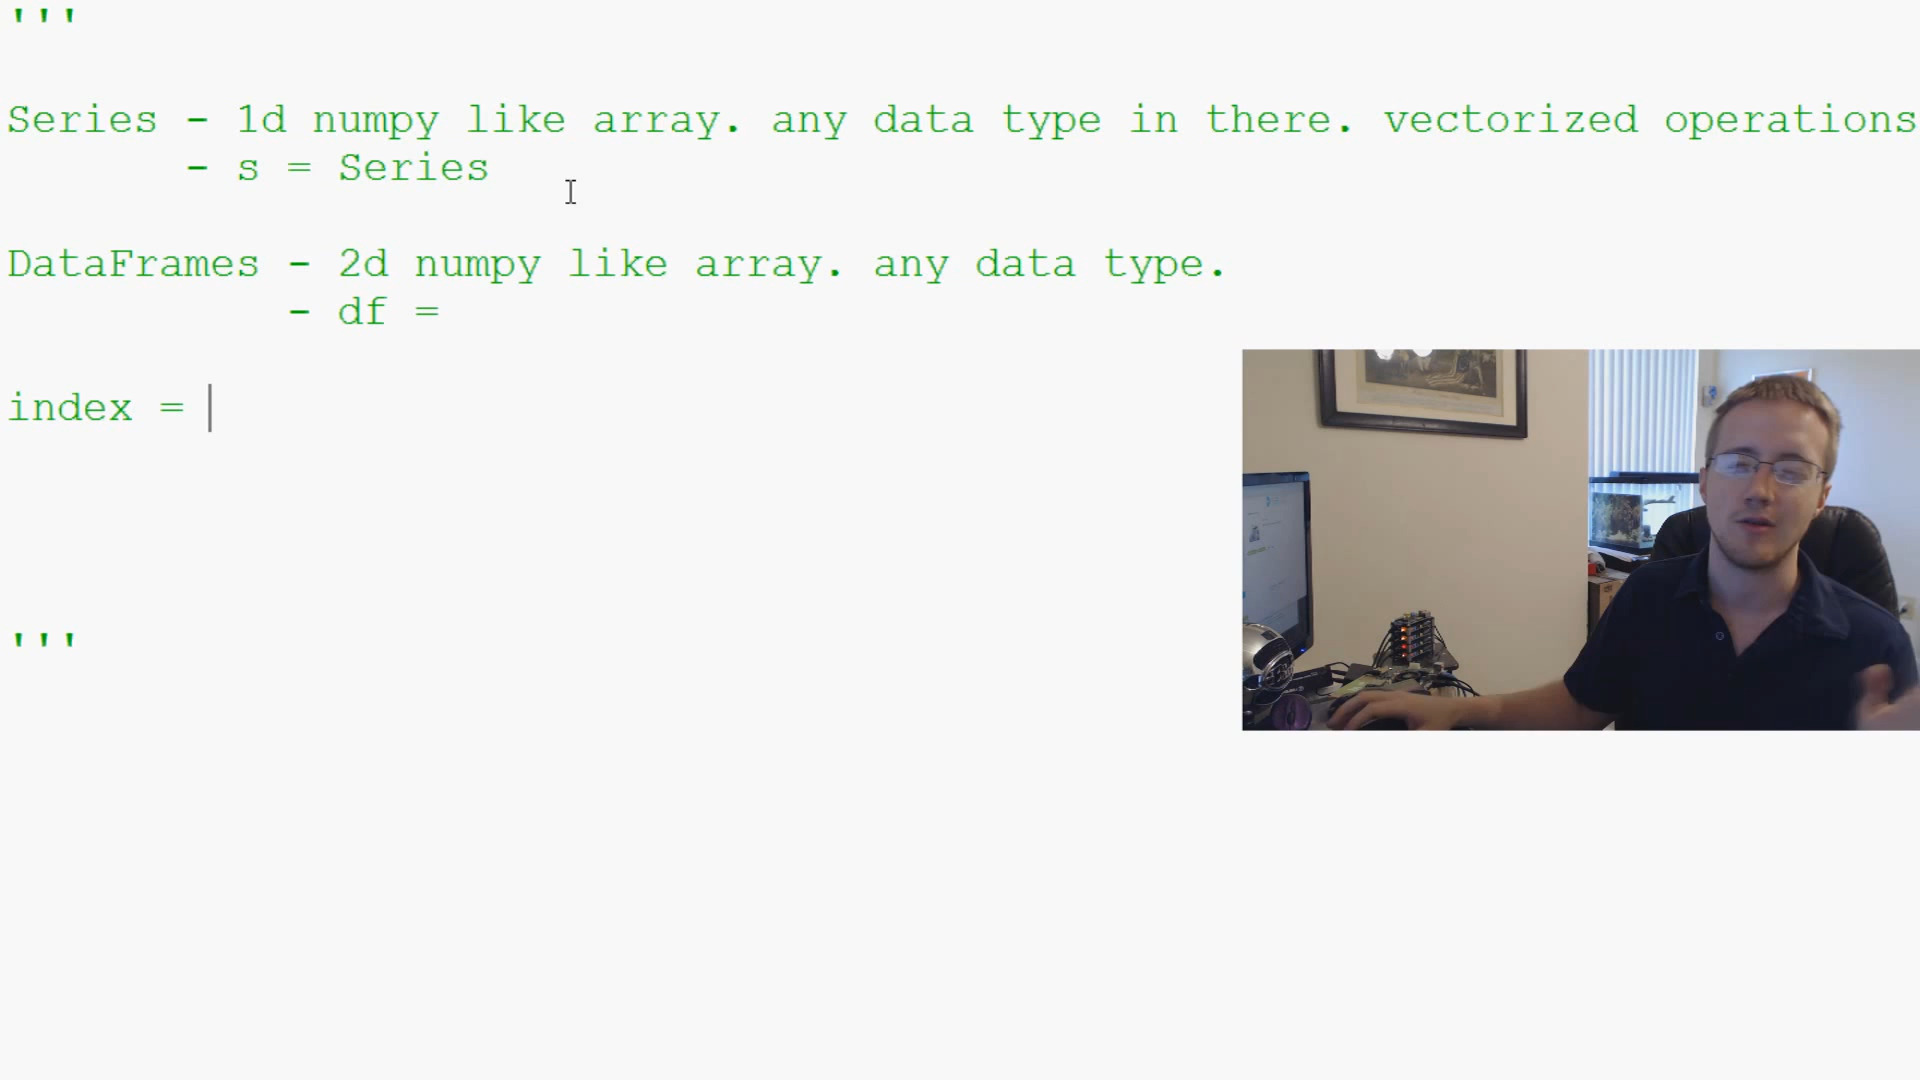 '''
Series - 1d numpy like array. any data type in there. vectorized operations
- s = Series
DataFrames - 2d numpy like array. any data type.
- df =
index =
'''